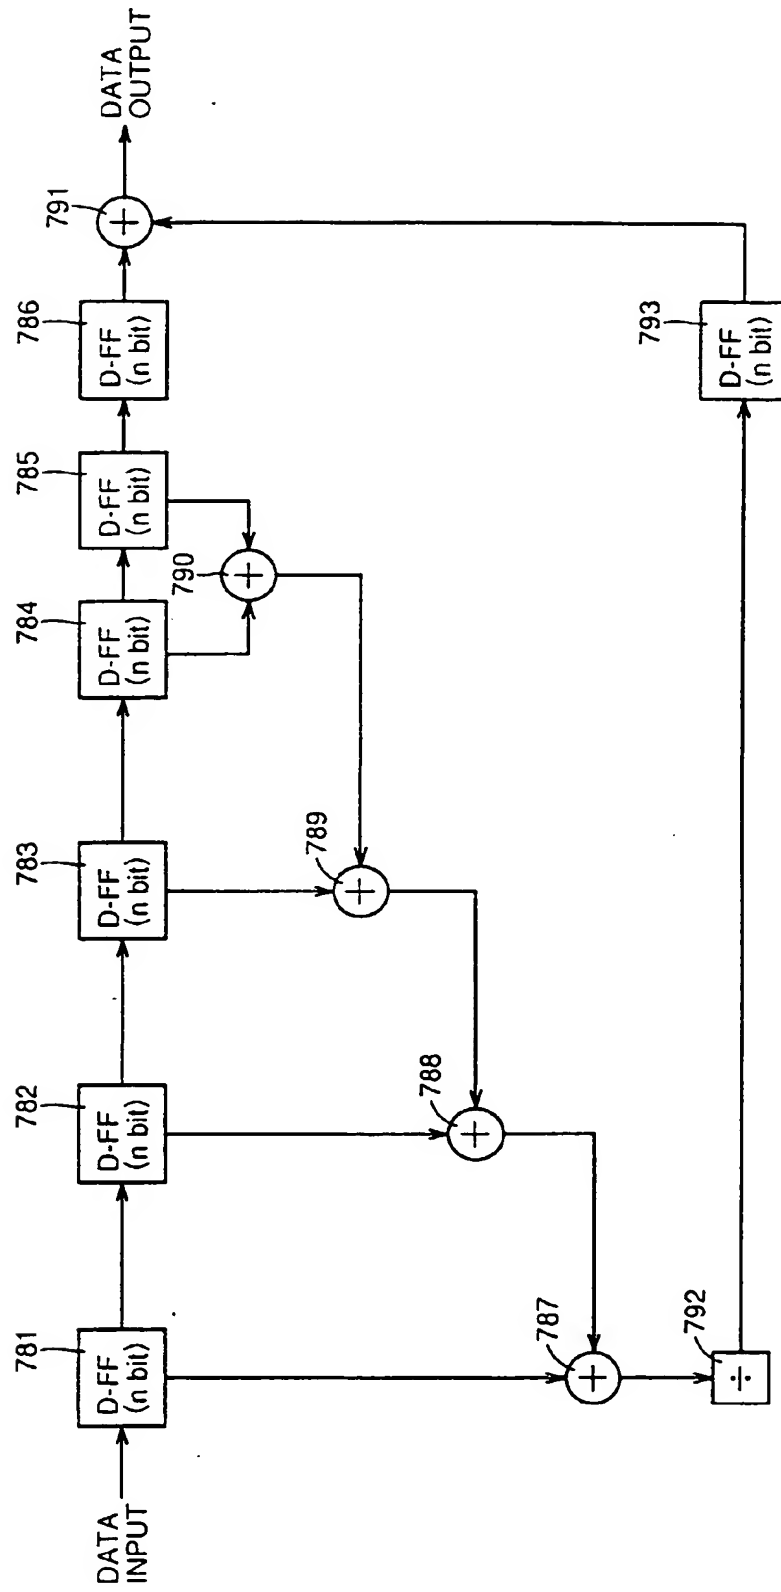 DATA
INPUT
781
D-FF
(n bit)
782
D-FF
(n bit)
783
D-FF
(n bit)
784
D-FF
(n bit)
785
D-FF
(n bit)
786
D-FF
(n bit)
791
+
DATA
OUTPUT
790
+
789
+
788
+
787
+
792
÷
793
D-FF
(n bit)